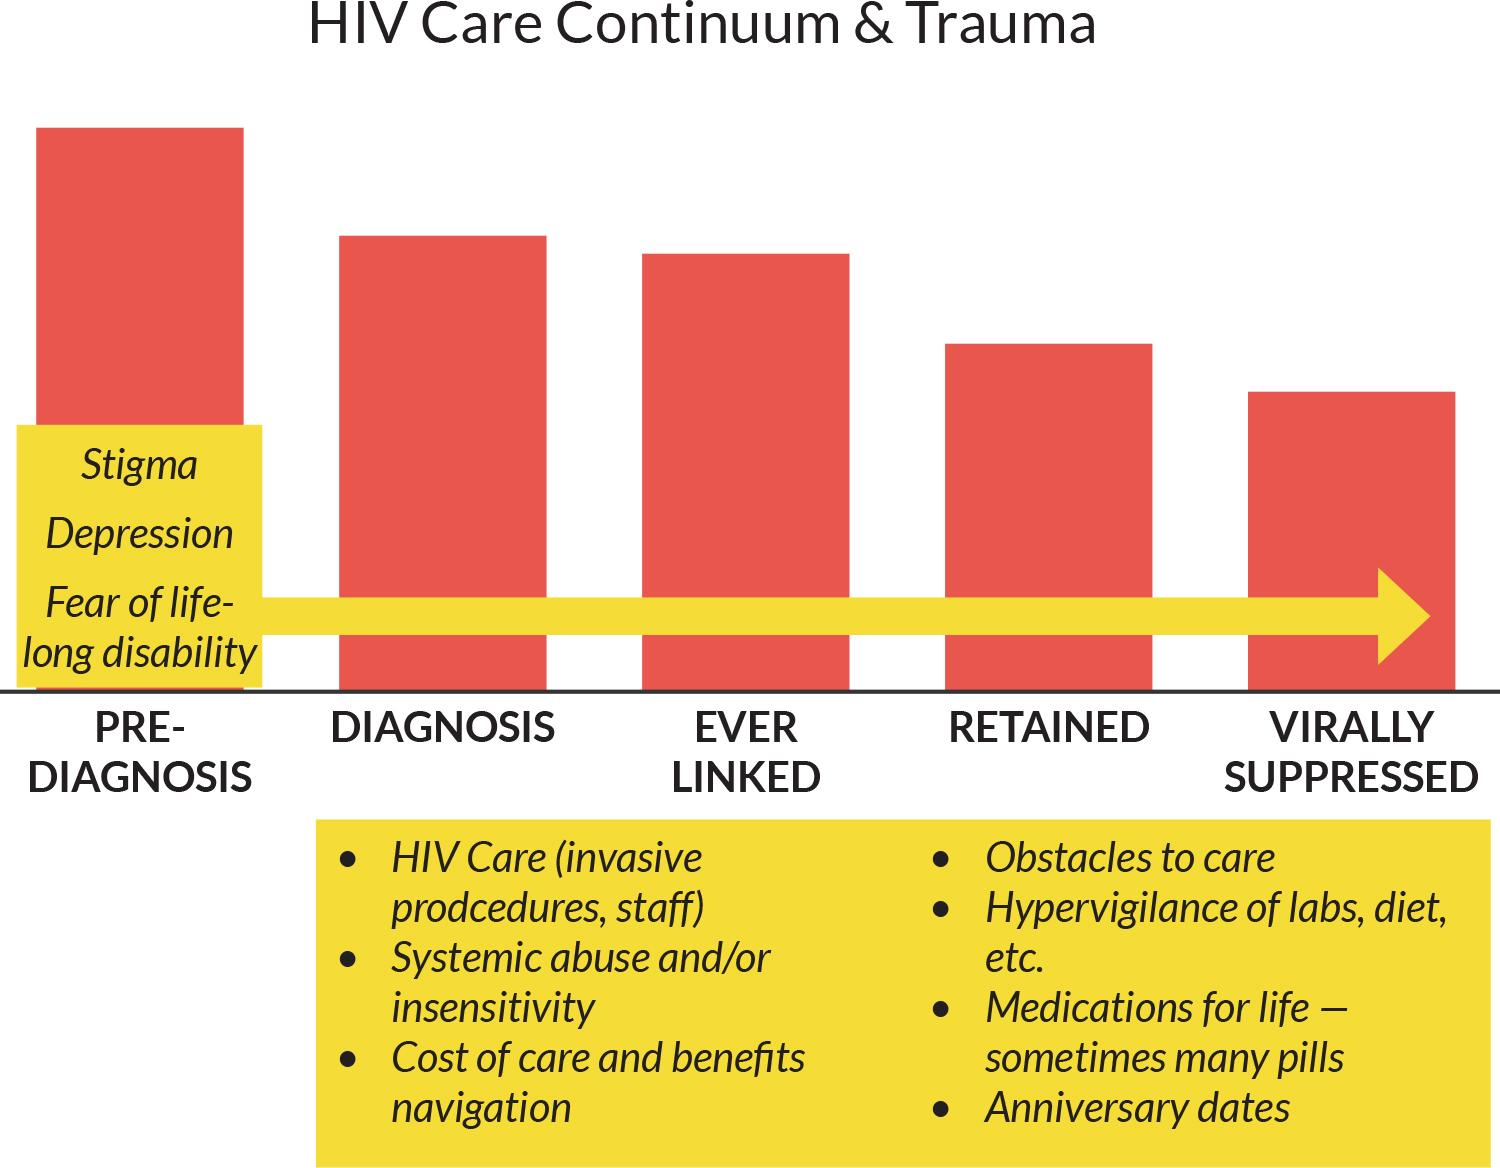 HIV Care Continuum & Trauma
Stigma
Depression
Fear of life-
long disability
PRE-
DIAGNOSIS
DIAGNOSIS
EVER
LINKED
RETAINED
VIRALLY
SUPPRESSED
• HIV Care (invasive
prodcedures, staff)
• Systemic abuse and/or
insensitivity
• Cost of care and benefits
navigation
• Obstacles to care
• Hypervigilance of labs, diet,
etc.
• Medications for life —
sometimes many pills
• Anniversary dates